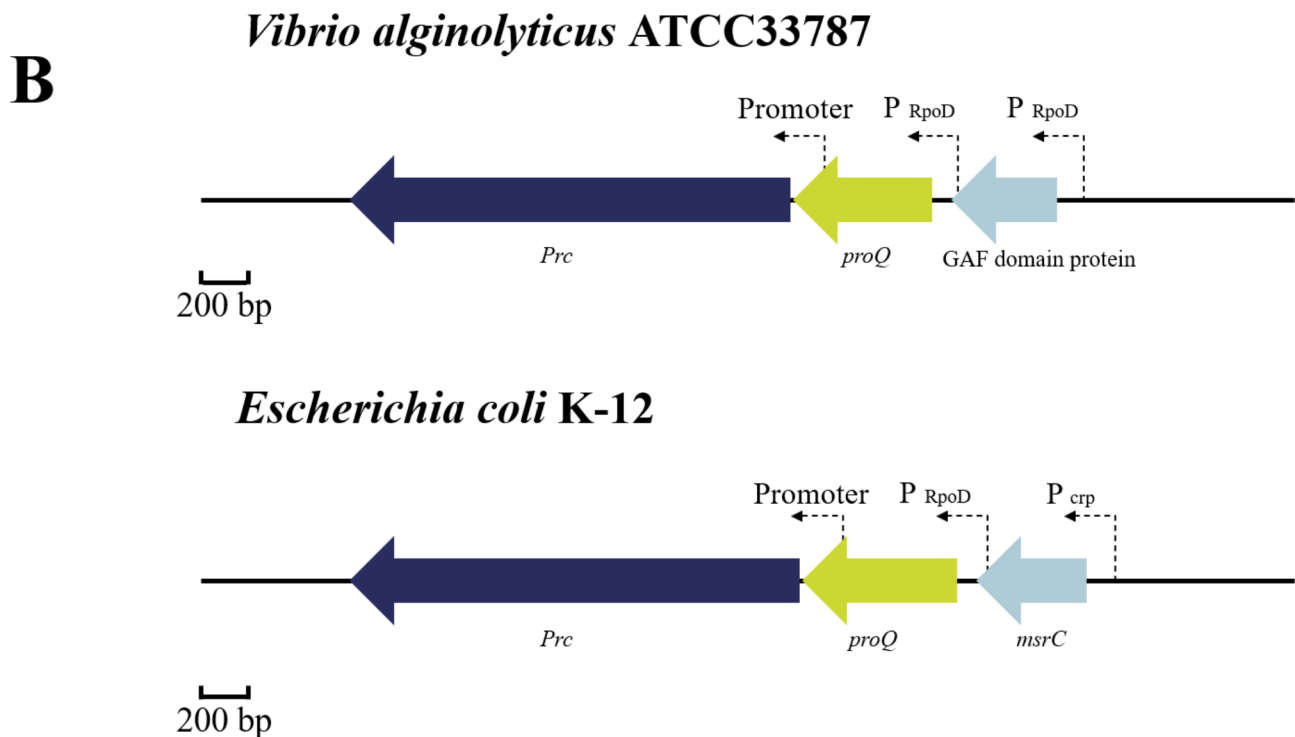 Vibrio alginolyticus ATCC33787
B
Promoter P RpoD P RpoD
Prc proQ GAF domain protein
200 bp
Escherichia coli K-12
Promoter P RpoD P crp
Prc proQ msrC
200 bp